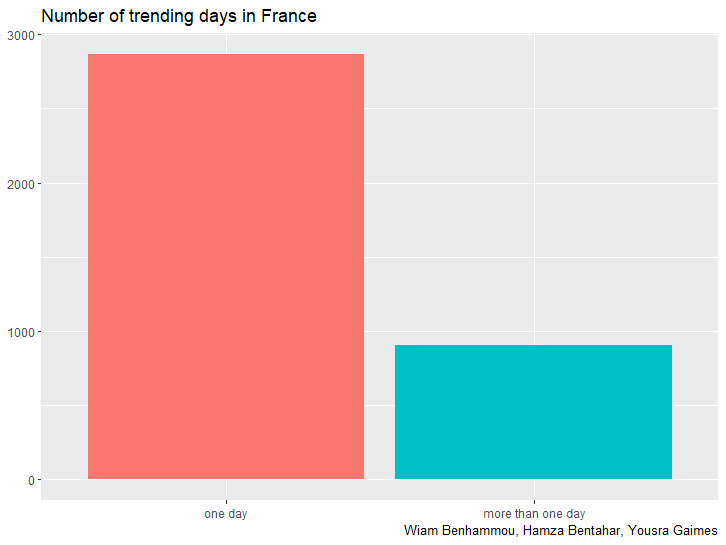 Number of trending days in France
3000
2000
1000
0
one day
more than one day
Wiam Benhammou, Hamza Bentahar, Yousra Gaimes